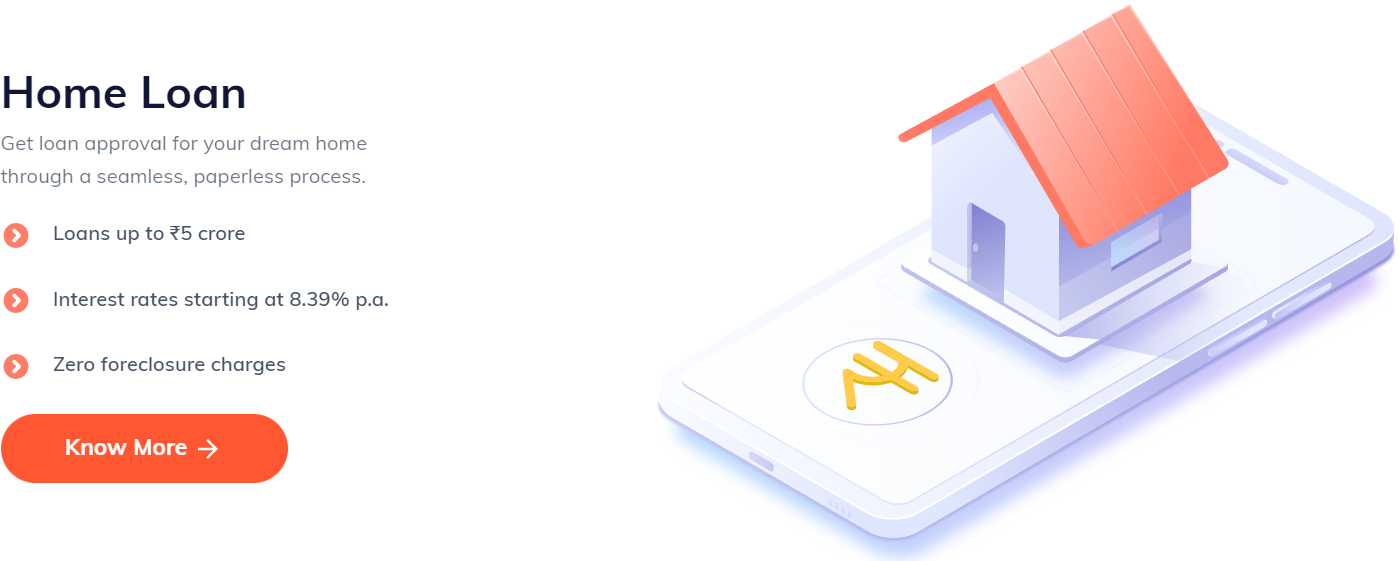 Home Loan
Get loan approval for your dream home
through a seamless, paperless process.
Loans up to ₹5 crore
Interest rates starting at 8.39% p.a.
Zero foreclosure charges
Know More →
₹